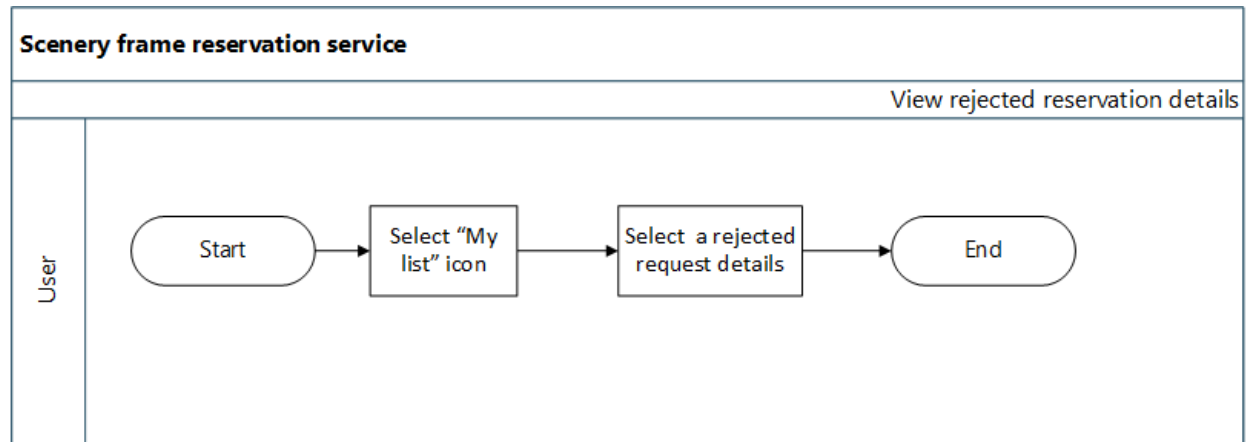 Scenery frame reservation service
View rejected reservation details
User
Start
Select “My
list” icon
Select  a rejected
request details
End